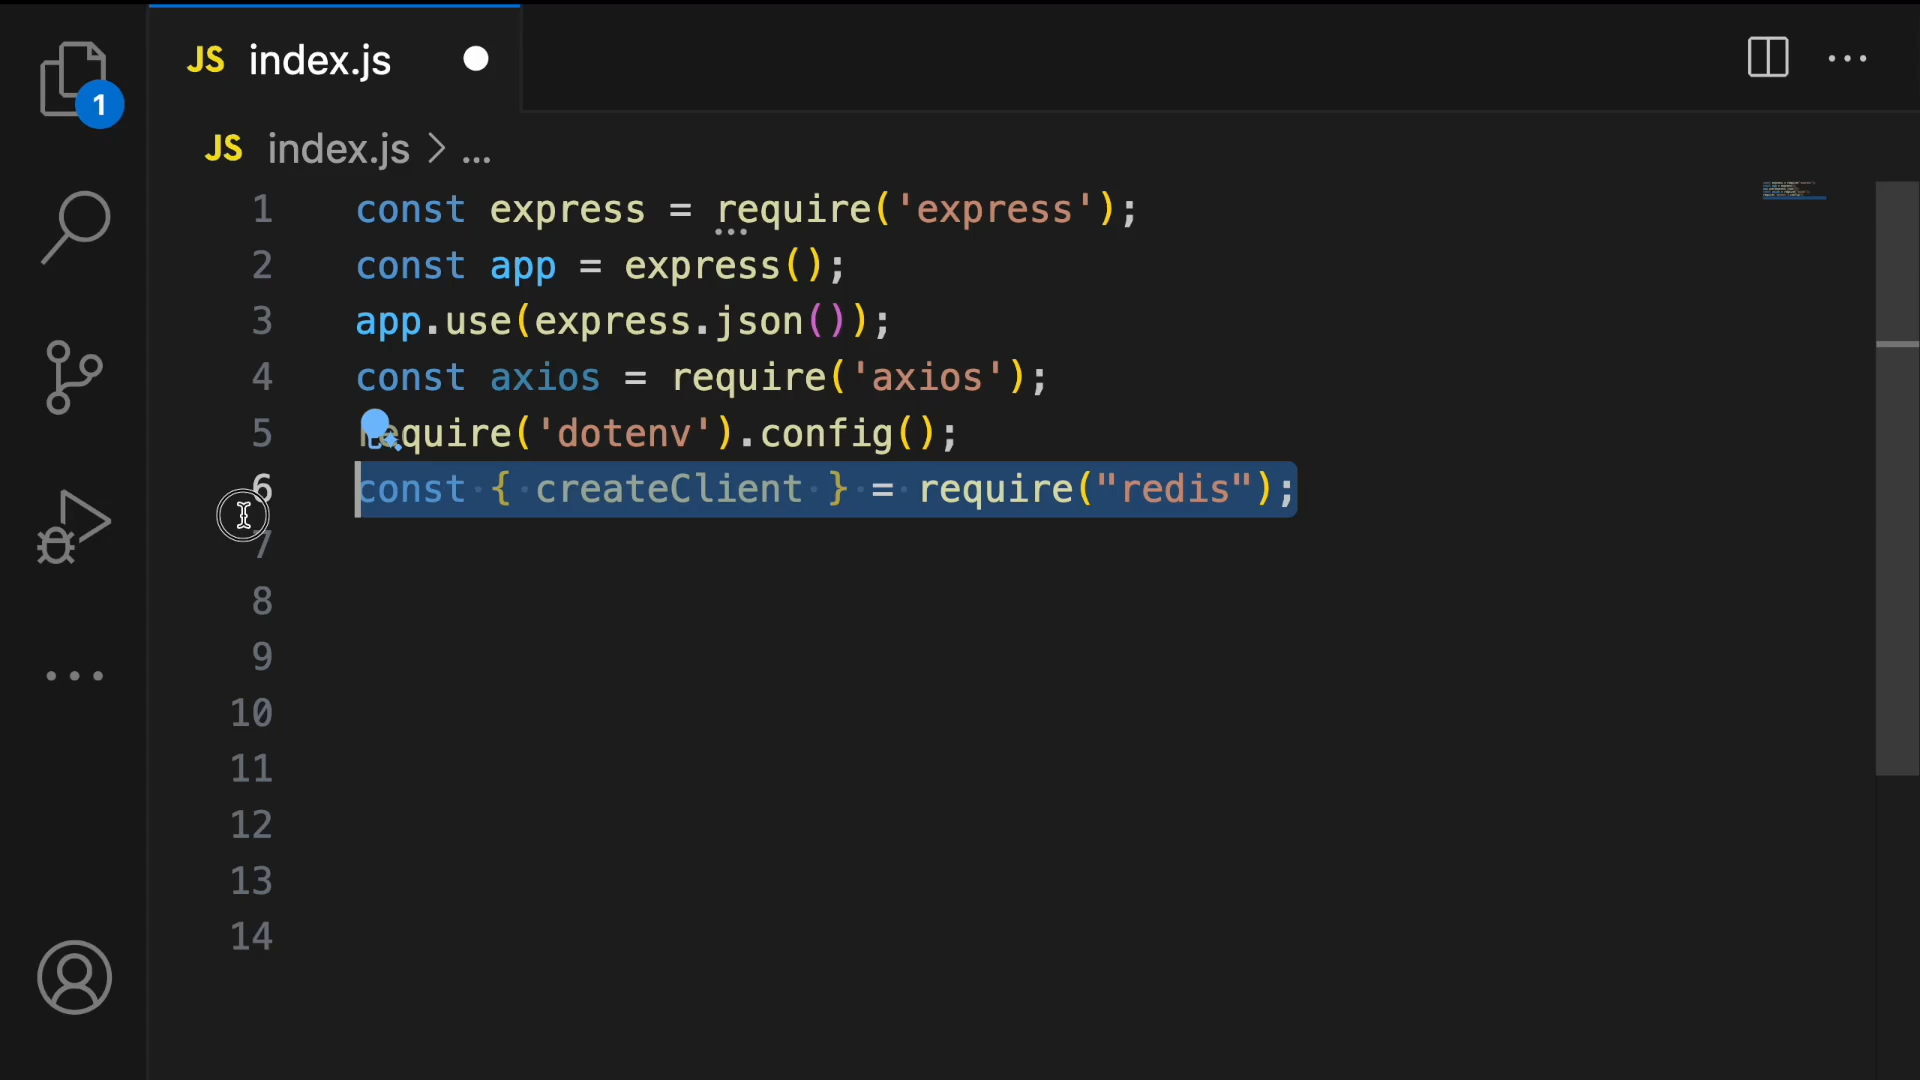 JS index.js
1
JS index.js > ...
1 const express = require('express');
2 const app = express();
3 app.use(express.json());
4 const axios = require('axios');
5 require('dotenv').config();
6 const { createClient } = require("redis");
7
8
9
10
11
12
13
14